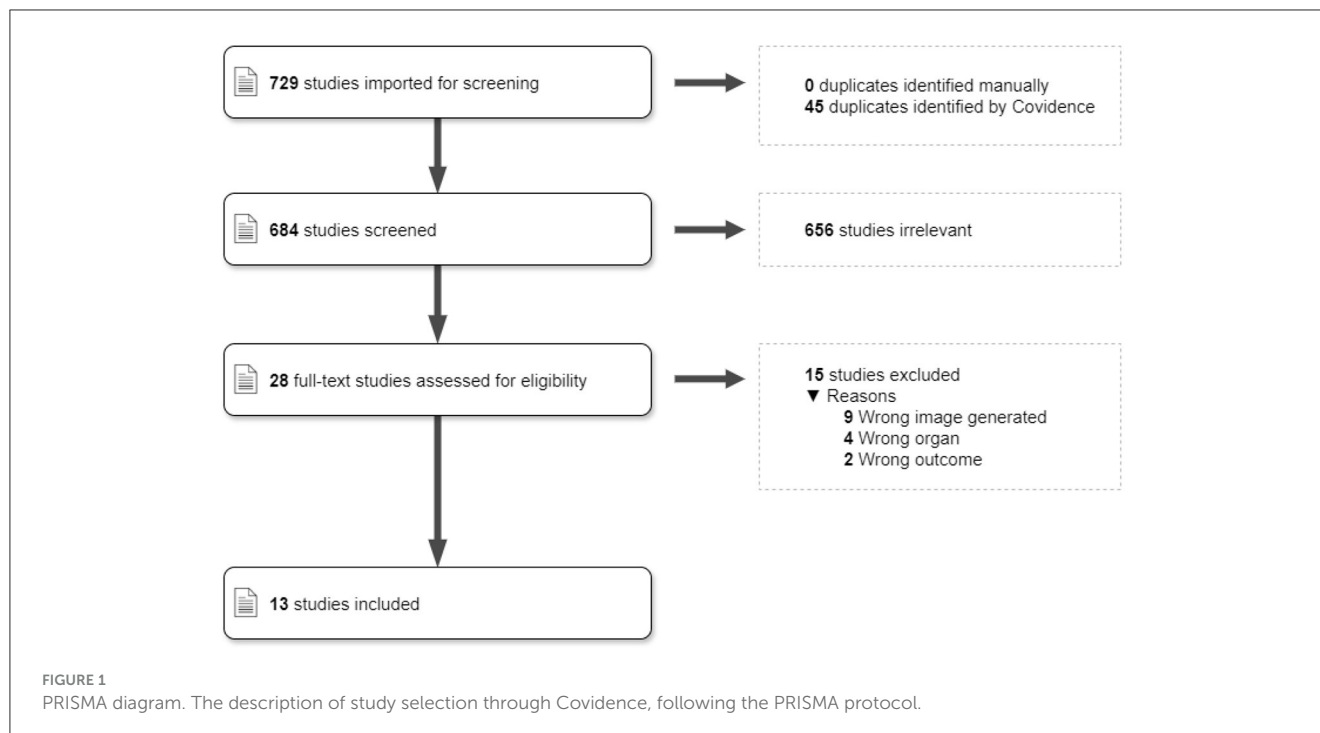 729 studies imported for screening
0 duplicates identified manually
45 duplicates identified by Covidence
684 studies screened
656 studies irrelevant
28 full-text studies assessed for eligibility
15 studies excluded
▼ Reasons
9 Wrong image generated
4 Wrong organ
2 Wrong outcome
13 studies included
FIGURE 1
PRISMA diagram. The description of study selection through Covidence, following the PRISMA protocol.